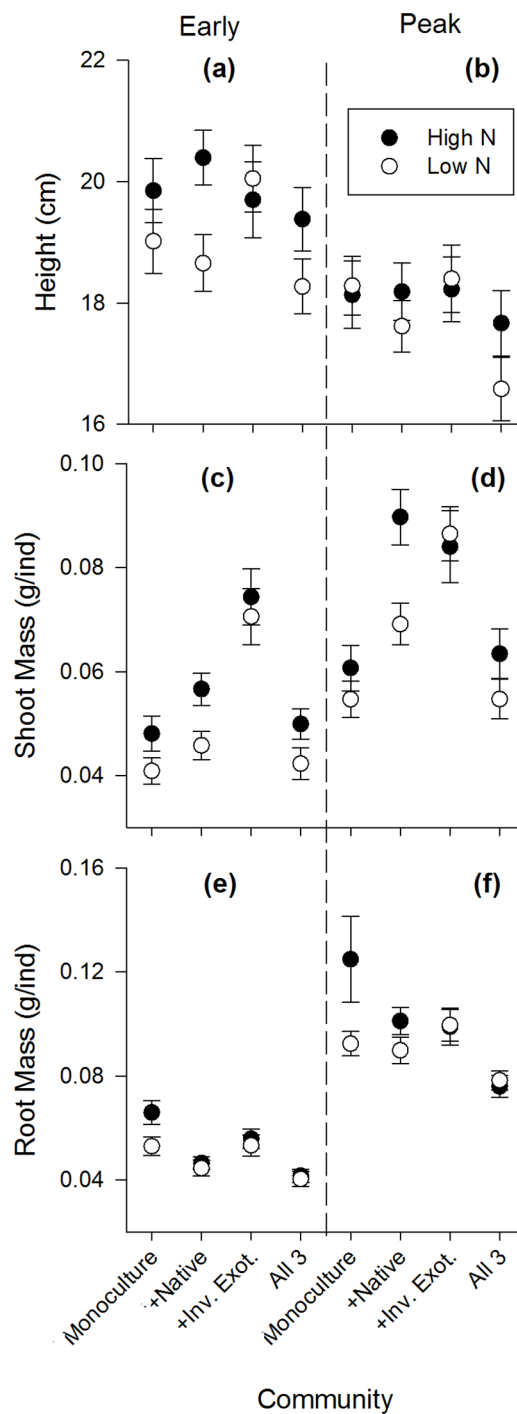 Early Peak
(a) (b)
High N
Low N
22
20
18
16
Height (cm)
(c) (d)
0.10
0.08
0.06
0.04
Shoot Mass (g/ind)
(e) (f)
0.16
0.12
0.08
0.04
Root Mass (g/ind)
Monoculture +Native +Inv. Exot. All 3 Monoculture +Native +Inv. Exot. All 3
Community